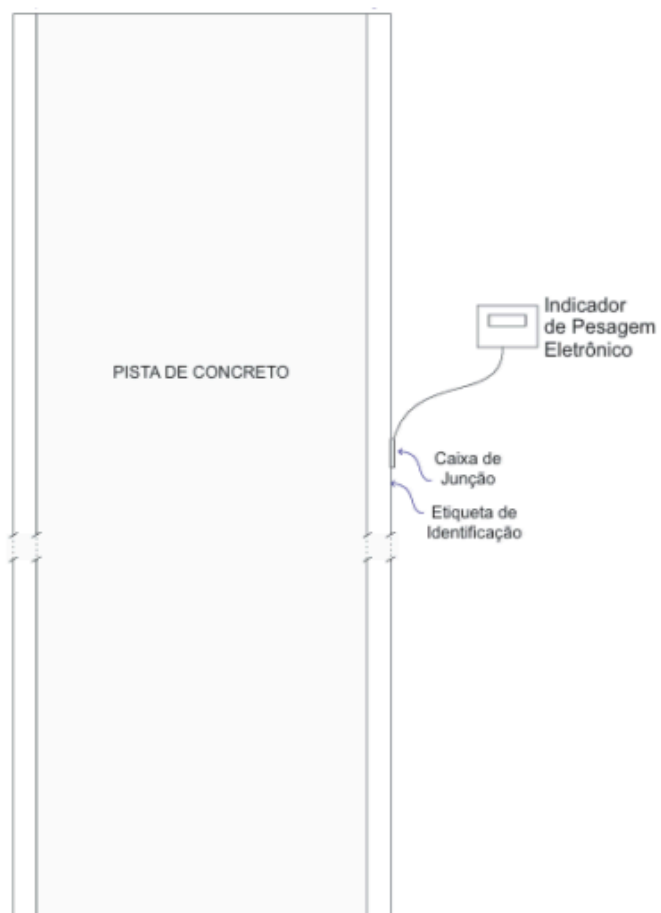 Indicador
de Pesagem
Eletrônico
PISTA DE CONCRETO
Caixa de
Junção
Etiqueta de
Identificação